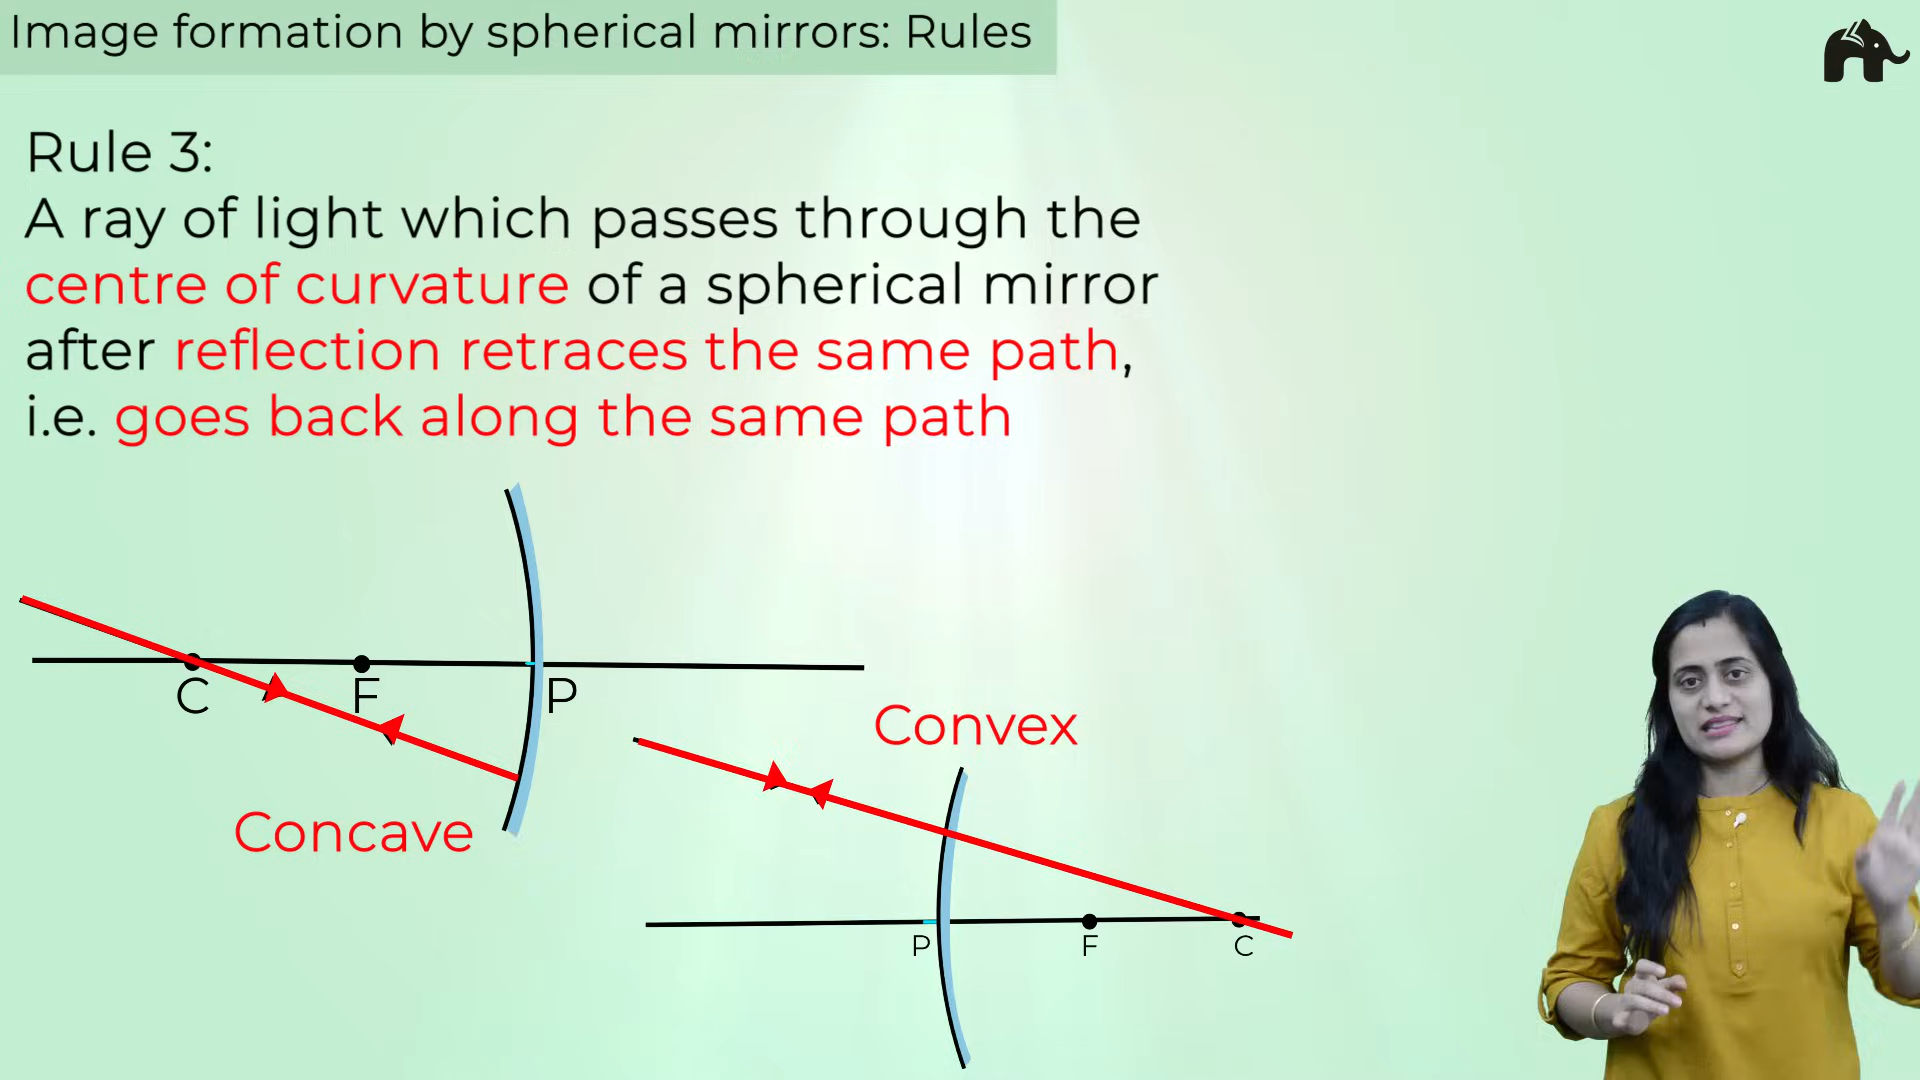 Image formation by spherical mirrors: Rules
Rule 3:
A ray of light which passes through the
centre of curvature of a spherical mirror
after reflection retraces the same path,
i.e. goes back along the same path
C F P
Concave
Convex
P F C